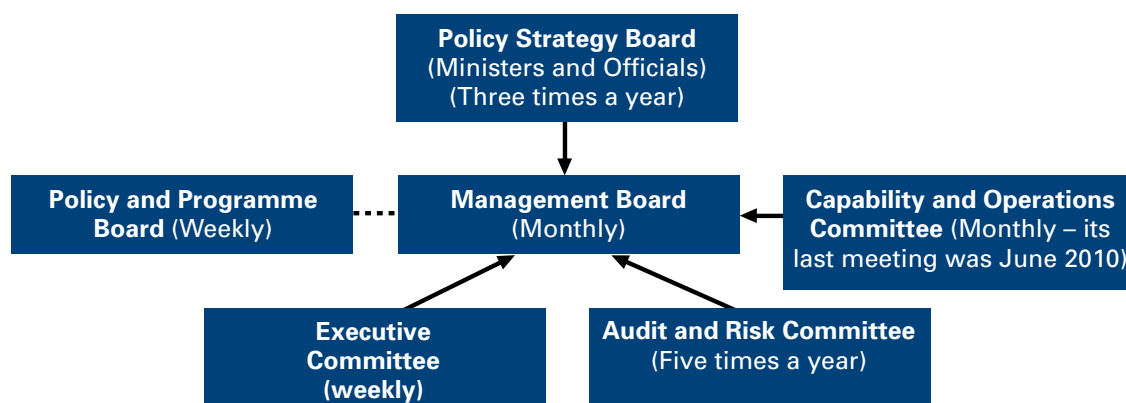 Policy Strategy Board
(Ministers and Officials)
(Three times a year)
Policy and Programme
Board (Weekly)
Management Board
(Monthly)
Capability and Operations
Committee (Monthly – its
last meeting was June 2010)
Executive
Committee
(weekly)
Audit and Risk Committee
(Five times a year)